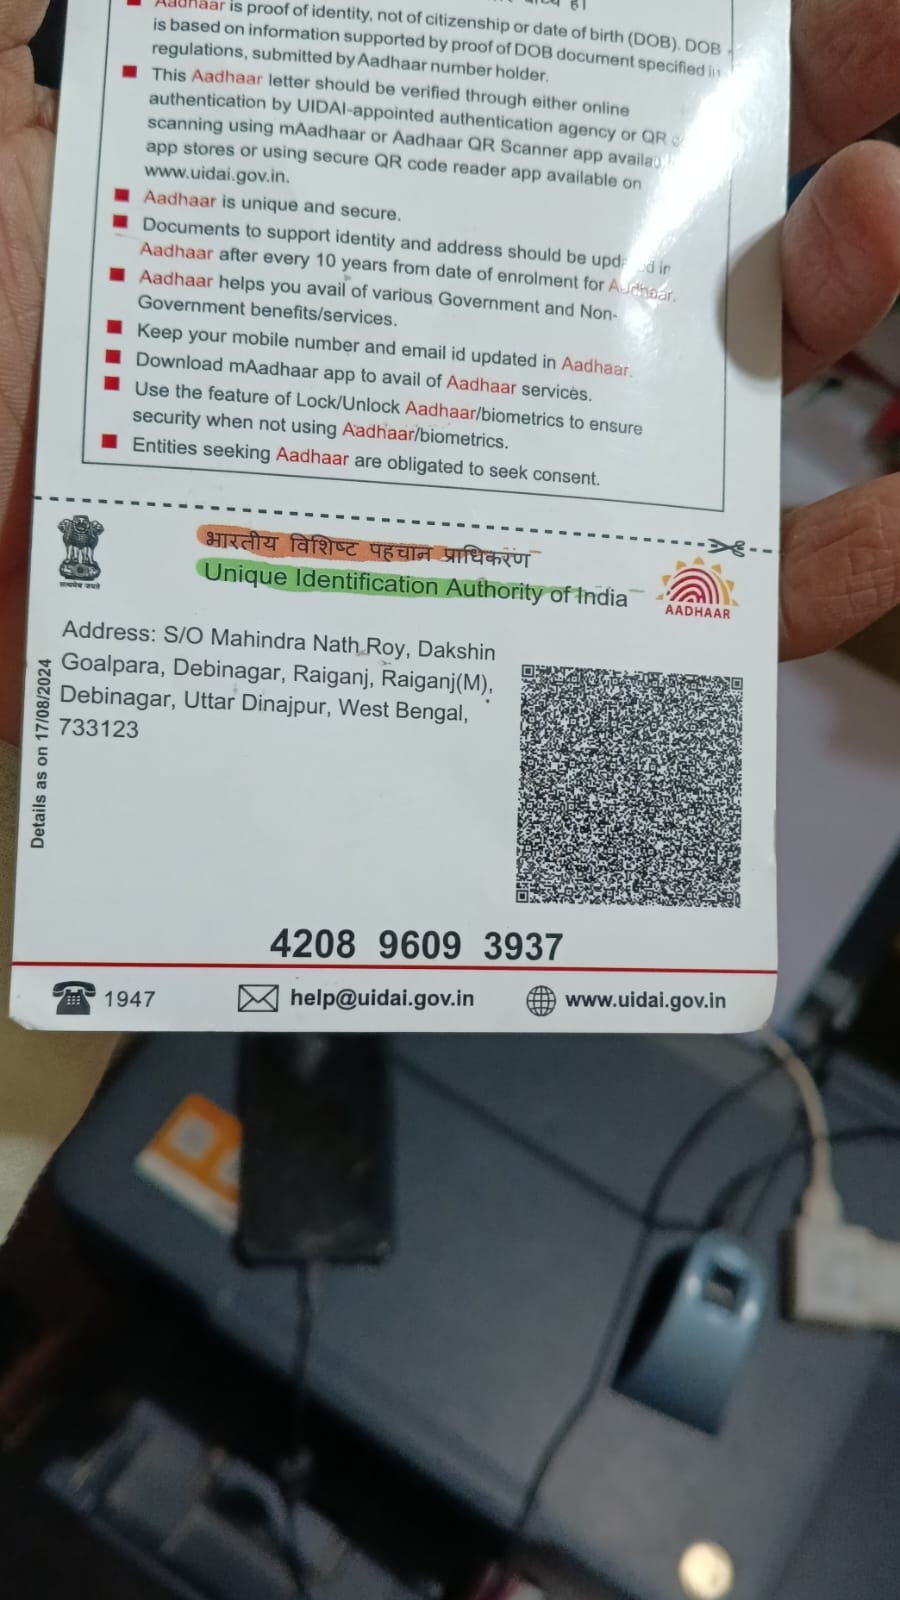 Aadhaar is proof of identity, not of citizenship or date of birth (DOB). DOB
is based on information supported by proof of DOB document specified in
regulations, submitted by Aadhaar number holder.
This Aadhaar letter should be verified through either online
authentication by UIDAI-appointed authentication agency or QR
scanning using mAadhaar or Aadhaar QR Scanner app
app stores or using secure QR code reader app available on
www.uidai.gov.in.
Aadhaar is unique and secure.
Documents to support identity and address should be in
Aadhaar after every 10 years from date of enrolment for Aadhaar.
Aadhaar helps you avail of various Government and Non-
Government benefits/services.
Keep your mobile number and email id updated in Aadhaar.
Download mAadhaar app to avail of Aadhaar services.
Use the feature of Lock/Unlock Aadhaar/biometrics to ensure
security when not using Aadhaar/biometrics.
Entities seeking Aadhaar are obligated to seek consent.
भारतीय विशिष्ट पहचान प्राधिकरण
Unique Identification Authority of India
सत्यमेव जयते
AADHAAR
Details as on 17/08/2024
Address: S/O Mahindra Nath Roy, Dakshin
Goalpara, Debinagar, Raiganj, Raiganj(M),
Debinagar, Uttar Dinajpur, West Bengal,
733123
4208 9609 3937
1947
help@uidai.gov.in
www.uidai.gov.in